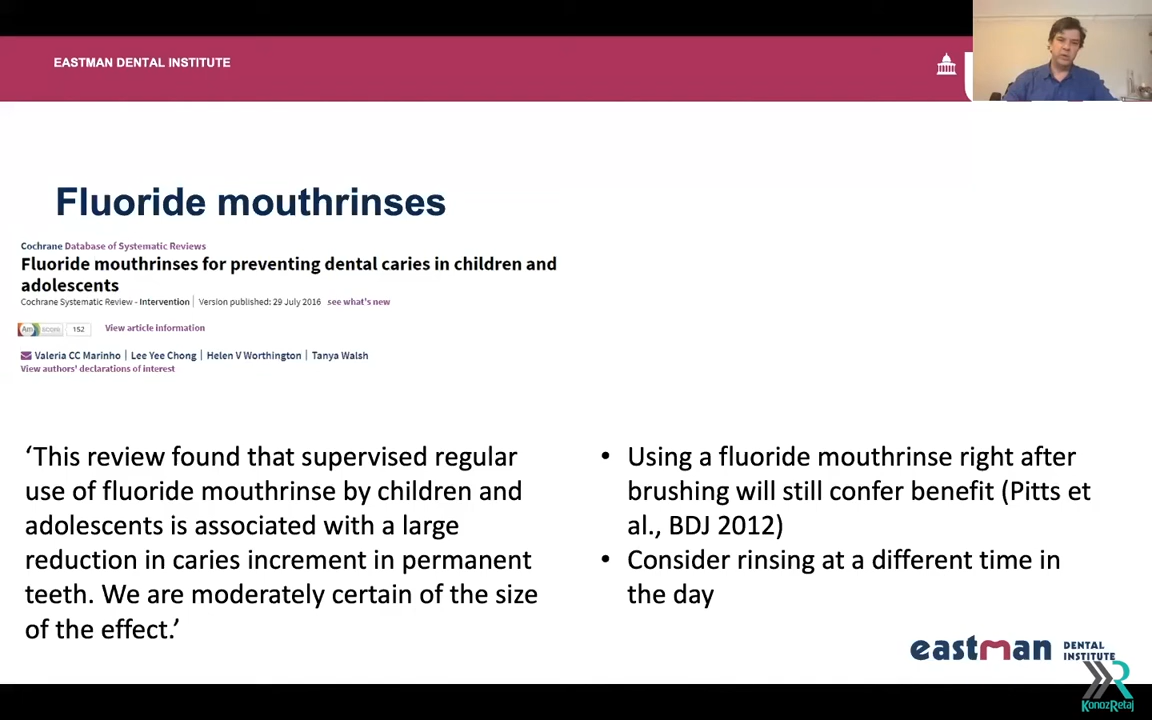 EASTMAN DENTAL INSTITUTE
Fluoride mouthrinses
Cochrane Database of Systematic Reviews
Fluoride mouthrinses for preventing dental caries in children and
adolescents
Cochrane Systematic Review - Intervention | Version published: 29 July 2016 see what's new
Am score 152 View article information
Valeria CC Marinho | Lee Yee Chong | Helen V Worthington | Tanya Walsh
View authors' declarations of interest
‘This review found that supervised regular
use of fluoride mouthrinse by children and
adolescents is associated with a large
reduction in caries increment in permanent
teeth. We are moderately certain of the size
of the effect.’
• Using a fluoride mouthrinse right after
brushing will still confer benefit (Pitts et
al., BDJ 2012)
• Consider rinsing at a different time in
the day
eastman DENTAL
INSTITUTE
KonozRetaj